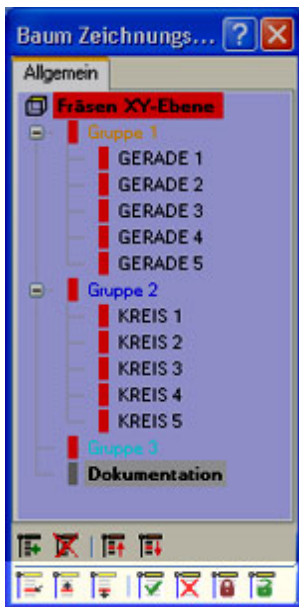 Baum Zeichnungs...
Allgemein
Fräsen XY-Ebene
Gruppe 1
GERADE 1
GERADE 2
GERADE 3
GERADE 4
GERADE 5
Gruppe 2
KREIS 1
KREIS 2
KREIS 3
KREIS 4
KREIS 5
Gruppe 3
Dokumentation